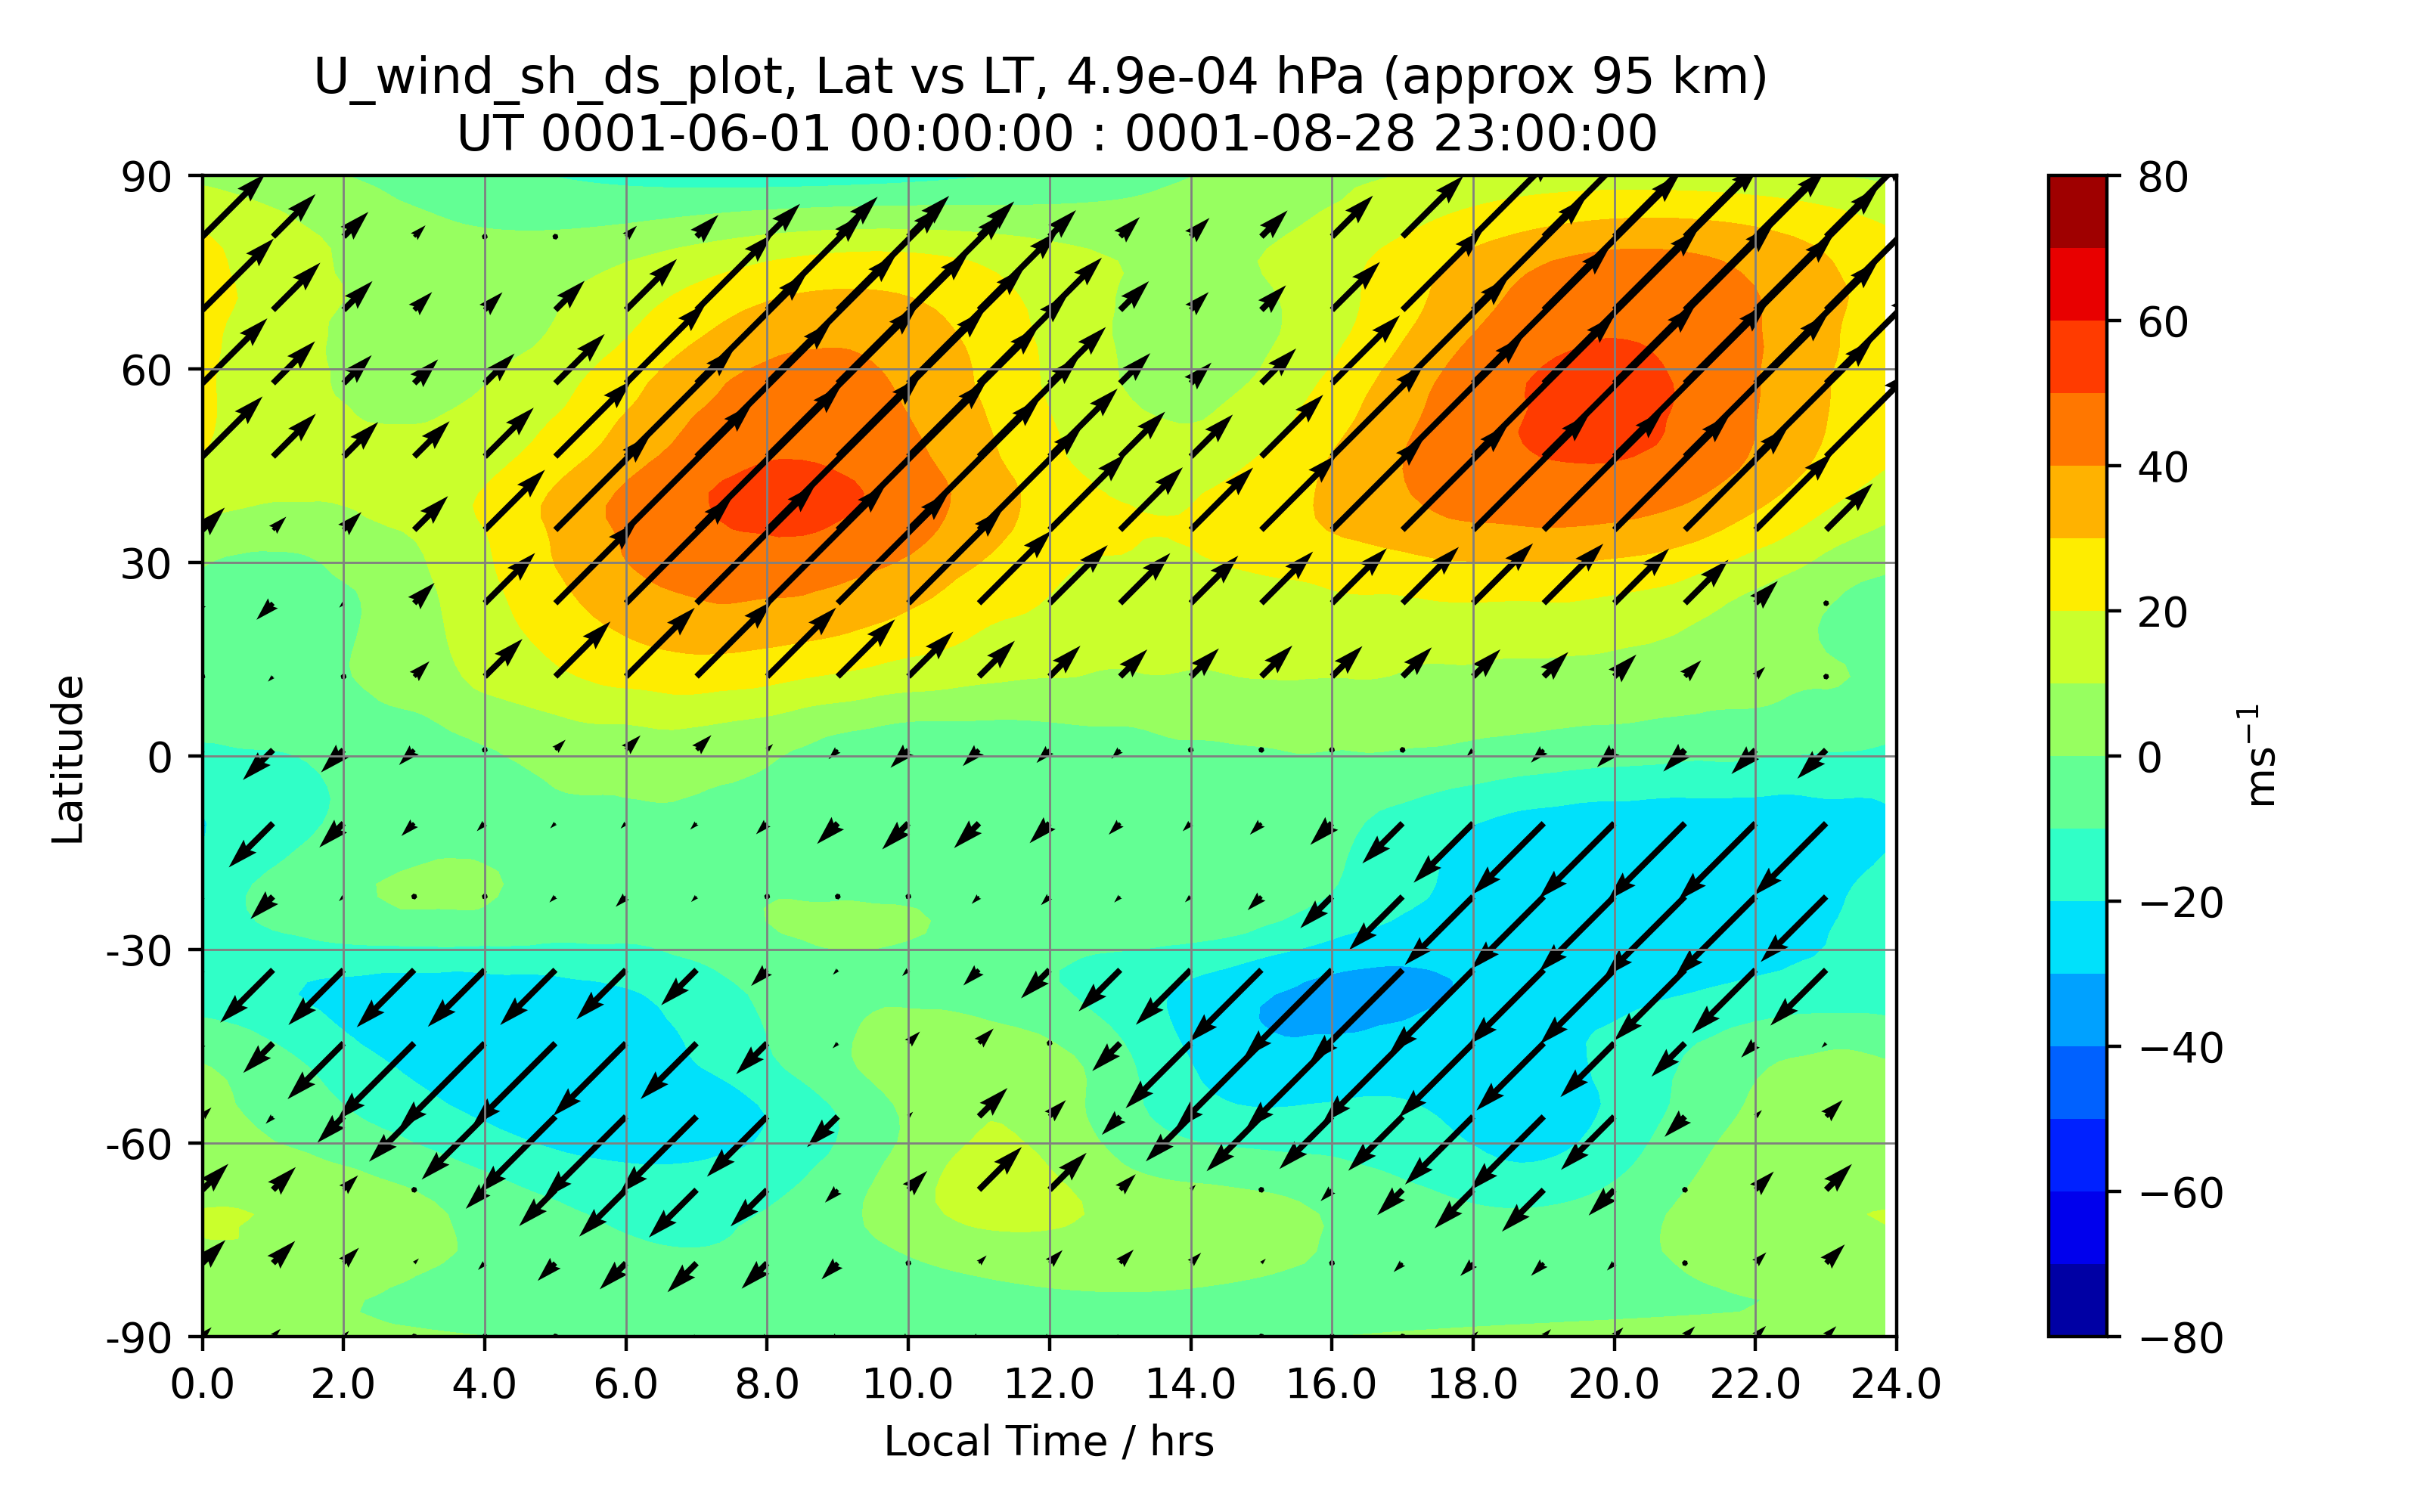 U_wind_sh_ds_plot, Lat vs LT, 4.9e-04 hPa (approx 95 km)
UT 0001-06-01 00:00:00 : 0001-08-28 23:00:00
90
60
30
0
-30
-60
-90
Latitude
0.0 2.0 4.0 6.0 8.0 10.0 12.0 14.0 16.0 18.0 20.0 22.0 24.0
Local Time / hrs
80
60
40
20
0
−20
−40
−60
−80
ms⁻¹